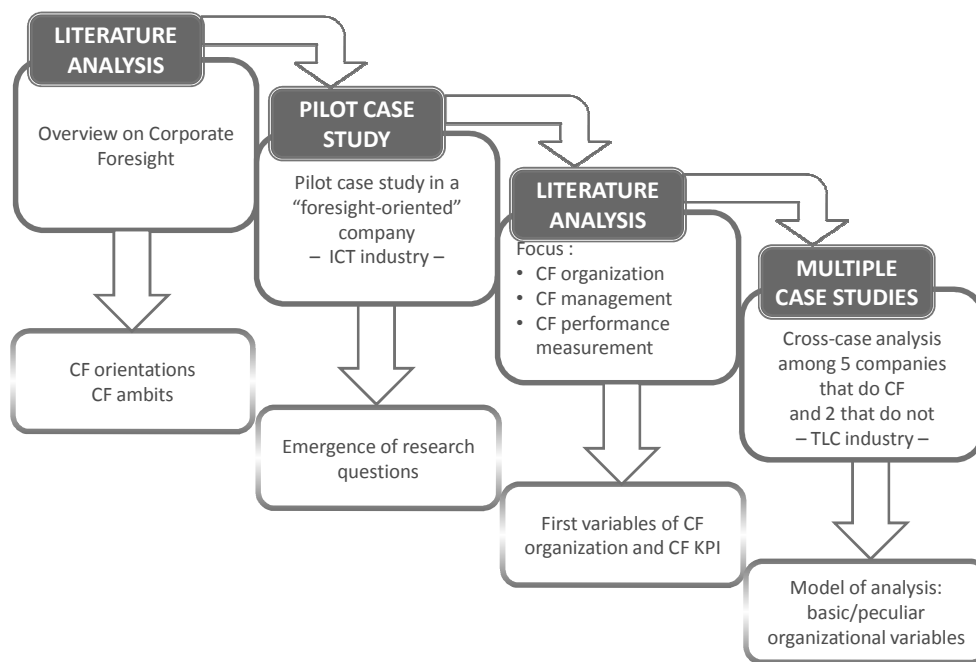 LITERATURE
ANALYSIS
Overview on Corporate
Foresight
CF orientations
CF ambits
PILOT CASE
STUDY
Pilot case study in a
“foresight-oriented”
company
– ICT industry –
Emergence of research
questions
LITERATURE
ANALYSIS
Focus :
• CF organization
• CF management
• CF performance
measurement
First variables of CF
organization and CF KPI
MULTIPLE
CASE STUDIES
Cross-case analysis
among 5 companies
that do CF
and 2 that do not
– TLC industry –
Model of analysis:
basic/peculiar
organizational variables